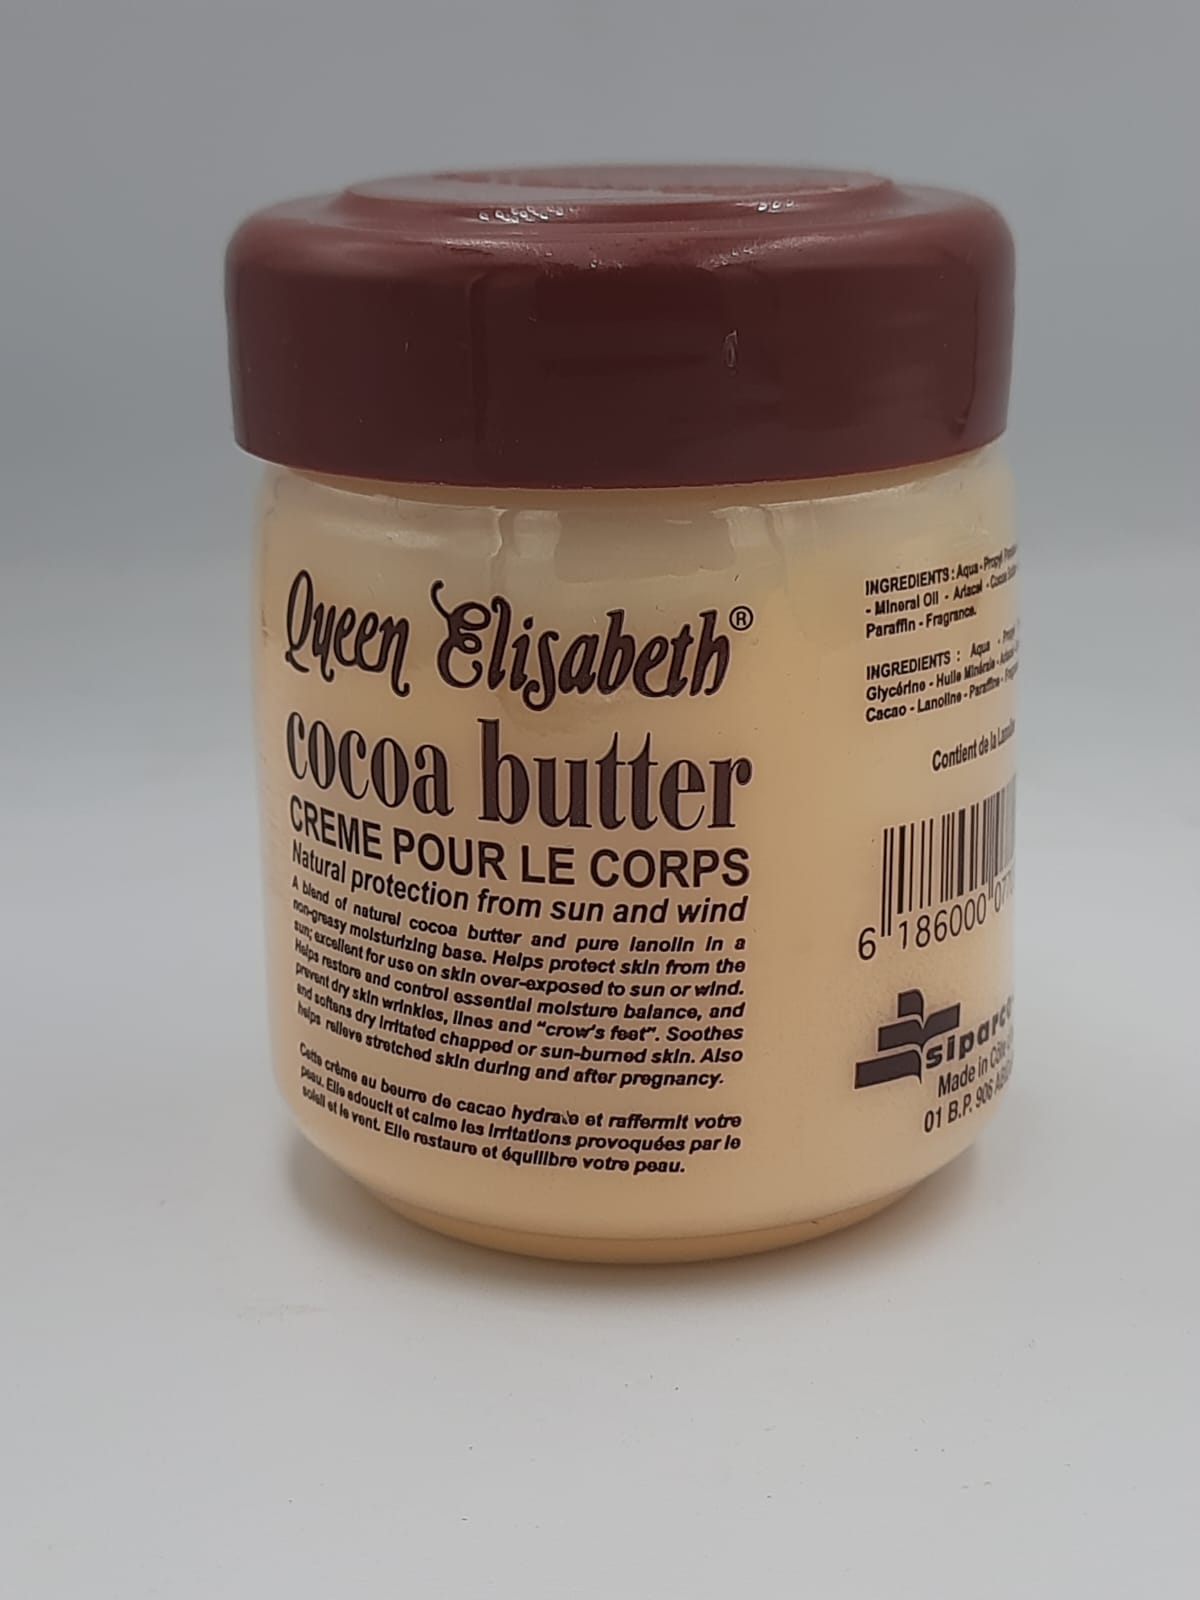 Queen Elisabeth®
cocoa butter
CREME POUR LE CORPS
Natural protection from sun and wind
A blend of naturel cocoa butter and pure lanolin in a
non-greasy moisturizing base. Helps protect skin from the
sun; excellent for use on skin over-exposed to sun or wind.
Helps restore and control essential moisture balance, and
prevent dry skin wrinkles, lines and "crow's feet". Soothes
and softens dry irritated chapped or sun-burned skin. Also
helps relieve stretched skin during and after pregnancy.
Cette crème au beurre de cacao hydrate et raffermit votre
peau. Elle adoucit et calme les irritations provoquées par le
soleil et le vent. Elle restaure et équilibre votre peau.
INGREDIENTS : Aqua - Propyl
- Mineral Oil - Arlacel - Cocoa
Paraffin - Fragrance.
INGREDIENTS : Aqua -
Glycérine - Huile Minérale -
Cacao - Lanoline - Paraffine -
Contient de la
6 186000
siparco
Made in
01 B.P. 906